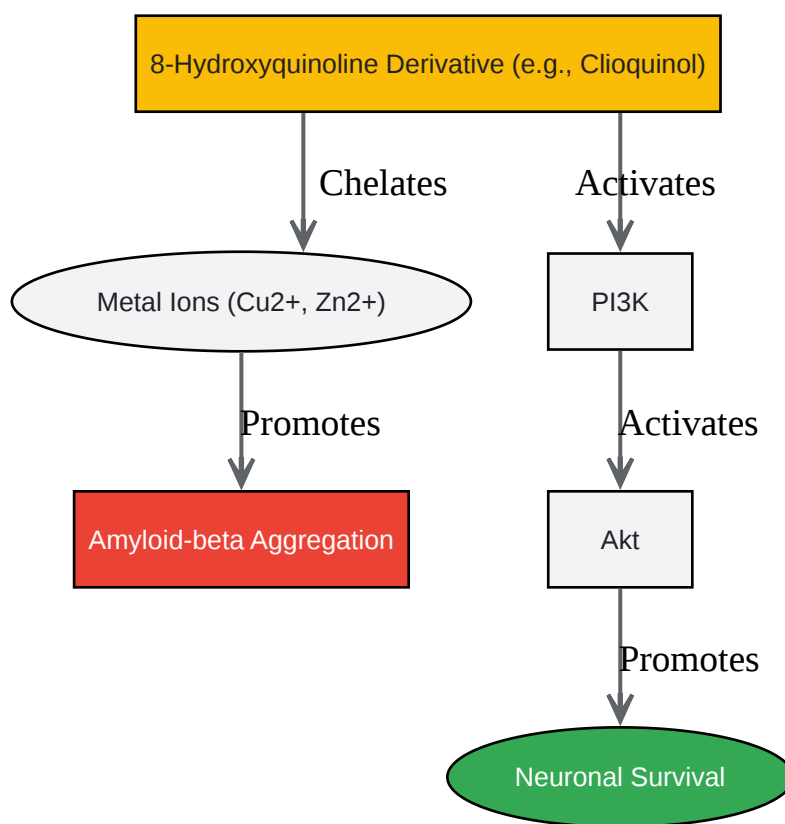 8-Hydroxyquinoline Derivative (e.g., Clioquinol)
Chelates
Activates
Metal Ions (Cu2+, Zn2+)
PI3K
Promotes
Activates
Amyloid-beta Aggregation
Akt
Promotes
Neuronal Survival